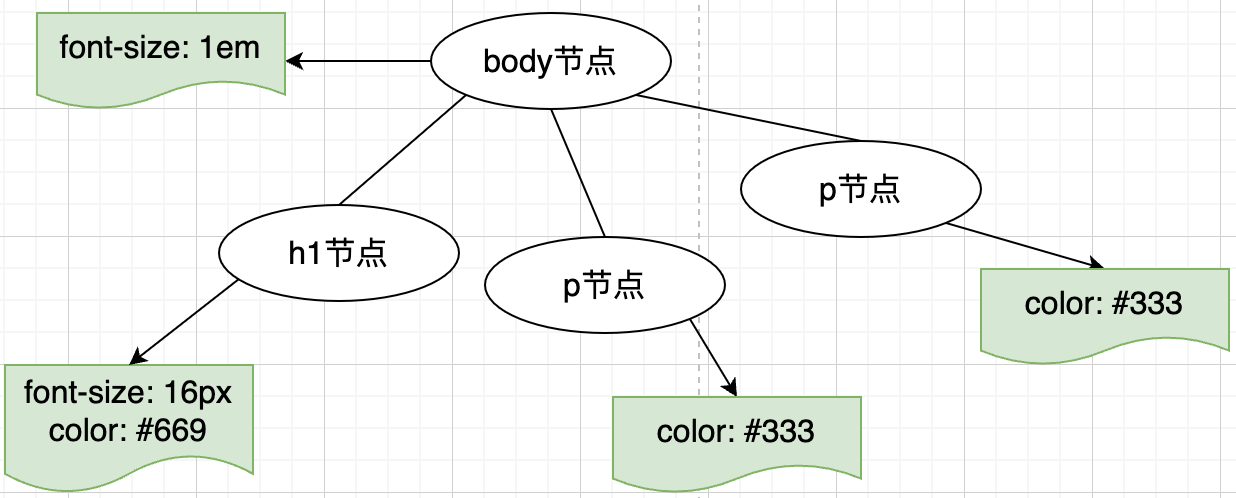 font-size: 1em
body节点
p节点
h1节点
p节点
color: #333
font-size: 16px
color: #669
color: #333